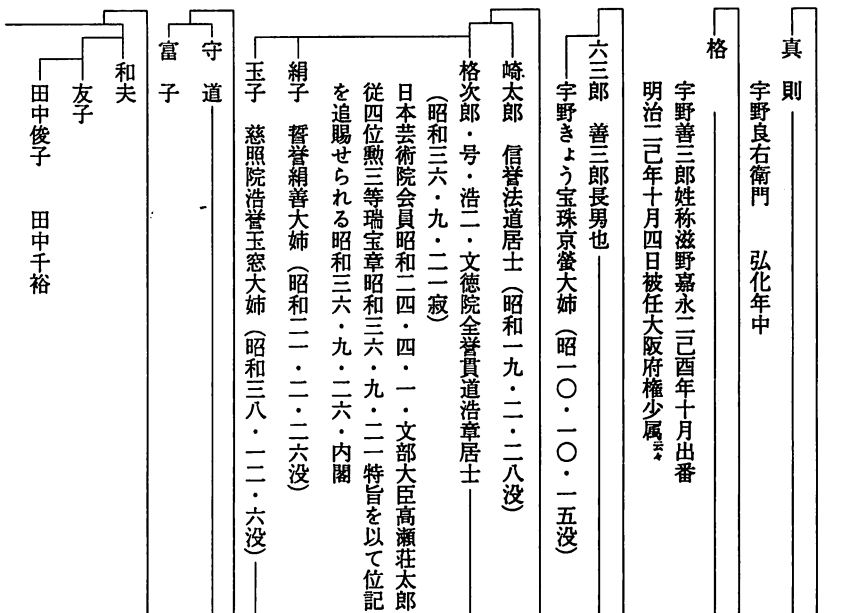 真則
宇野良右衛門 弘化年中
格
宇野善三郎姓称滋野嘉永二己酉年十月出番
明治二己年十月四日被任大阪府権少属云々
六三郎 善三郎長男也
宇野きょう宝珠京螢大姉(昭一〇・一〇・一五没)
崎太郎 信誉法道居士(昭和一九・二・二八没)
格次郎・号・浩二・文徳院全誉貫道浩章居士
(昭和三六・九・二一寂)
日本芸術院会員昭和二四・四・一・文部大臣高瀬荘太郎
従四位勲三等瑞宝章昭和三六・九・二一特旨を以て位記
を追賜せられる昭和三六・九・二六・内閣
絹子 誓誉絹善大姉(昭和二一・二・二六没)
玉子 慈照院浩誉玉窓大姉(昭和三八・一二・六没)
守道
富子
和夫
友子
田中俊子 田中千裕